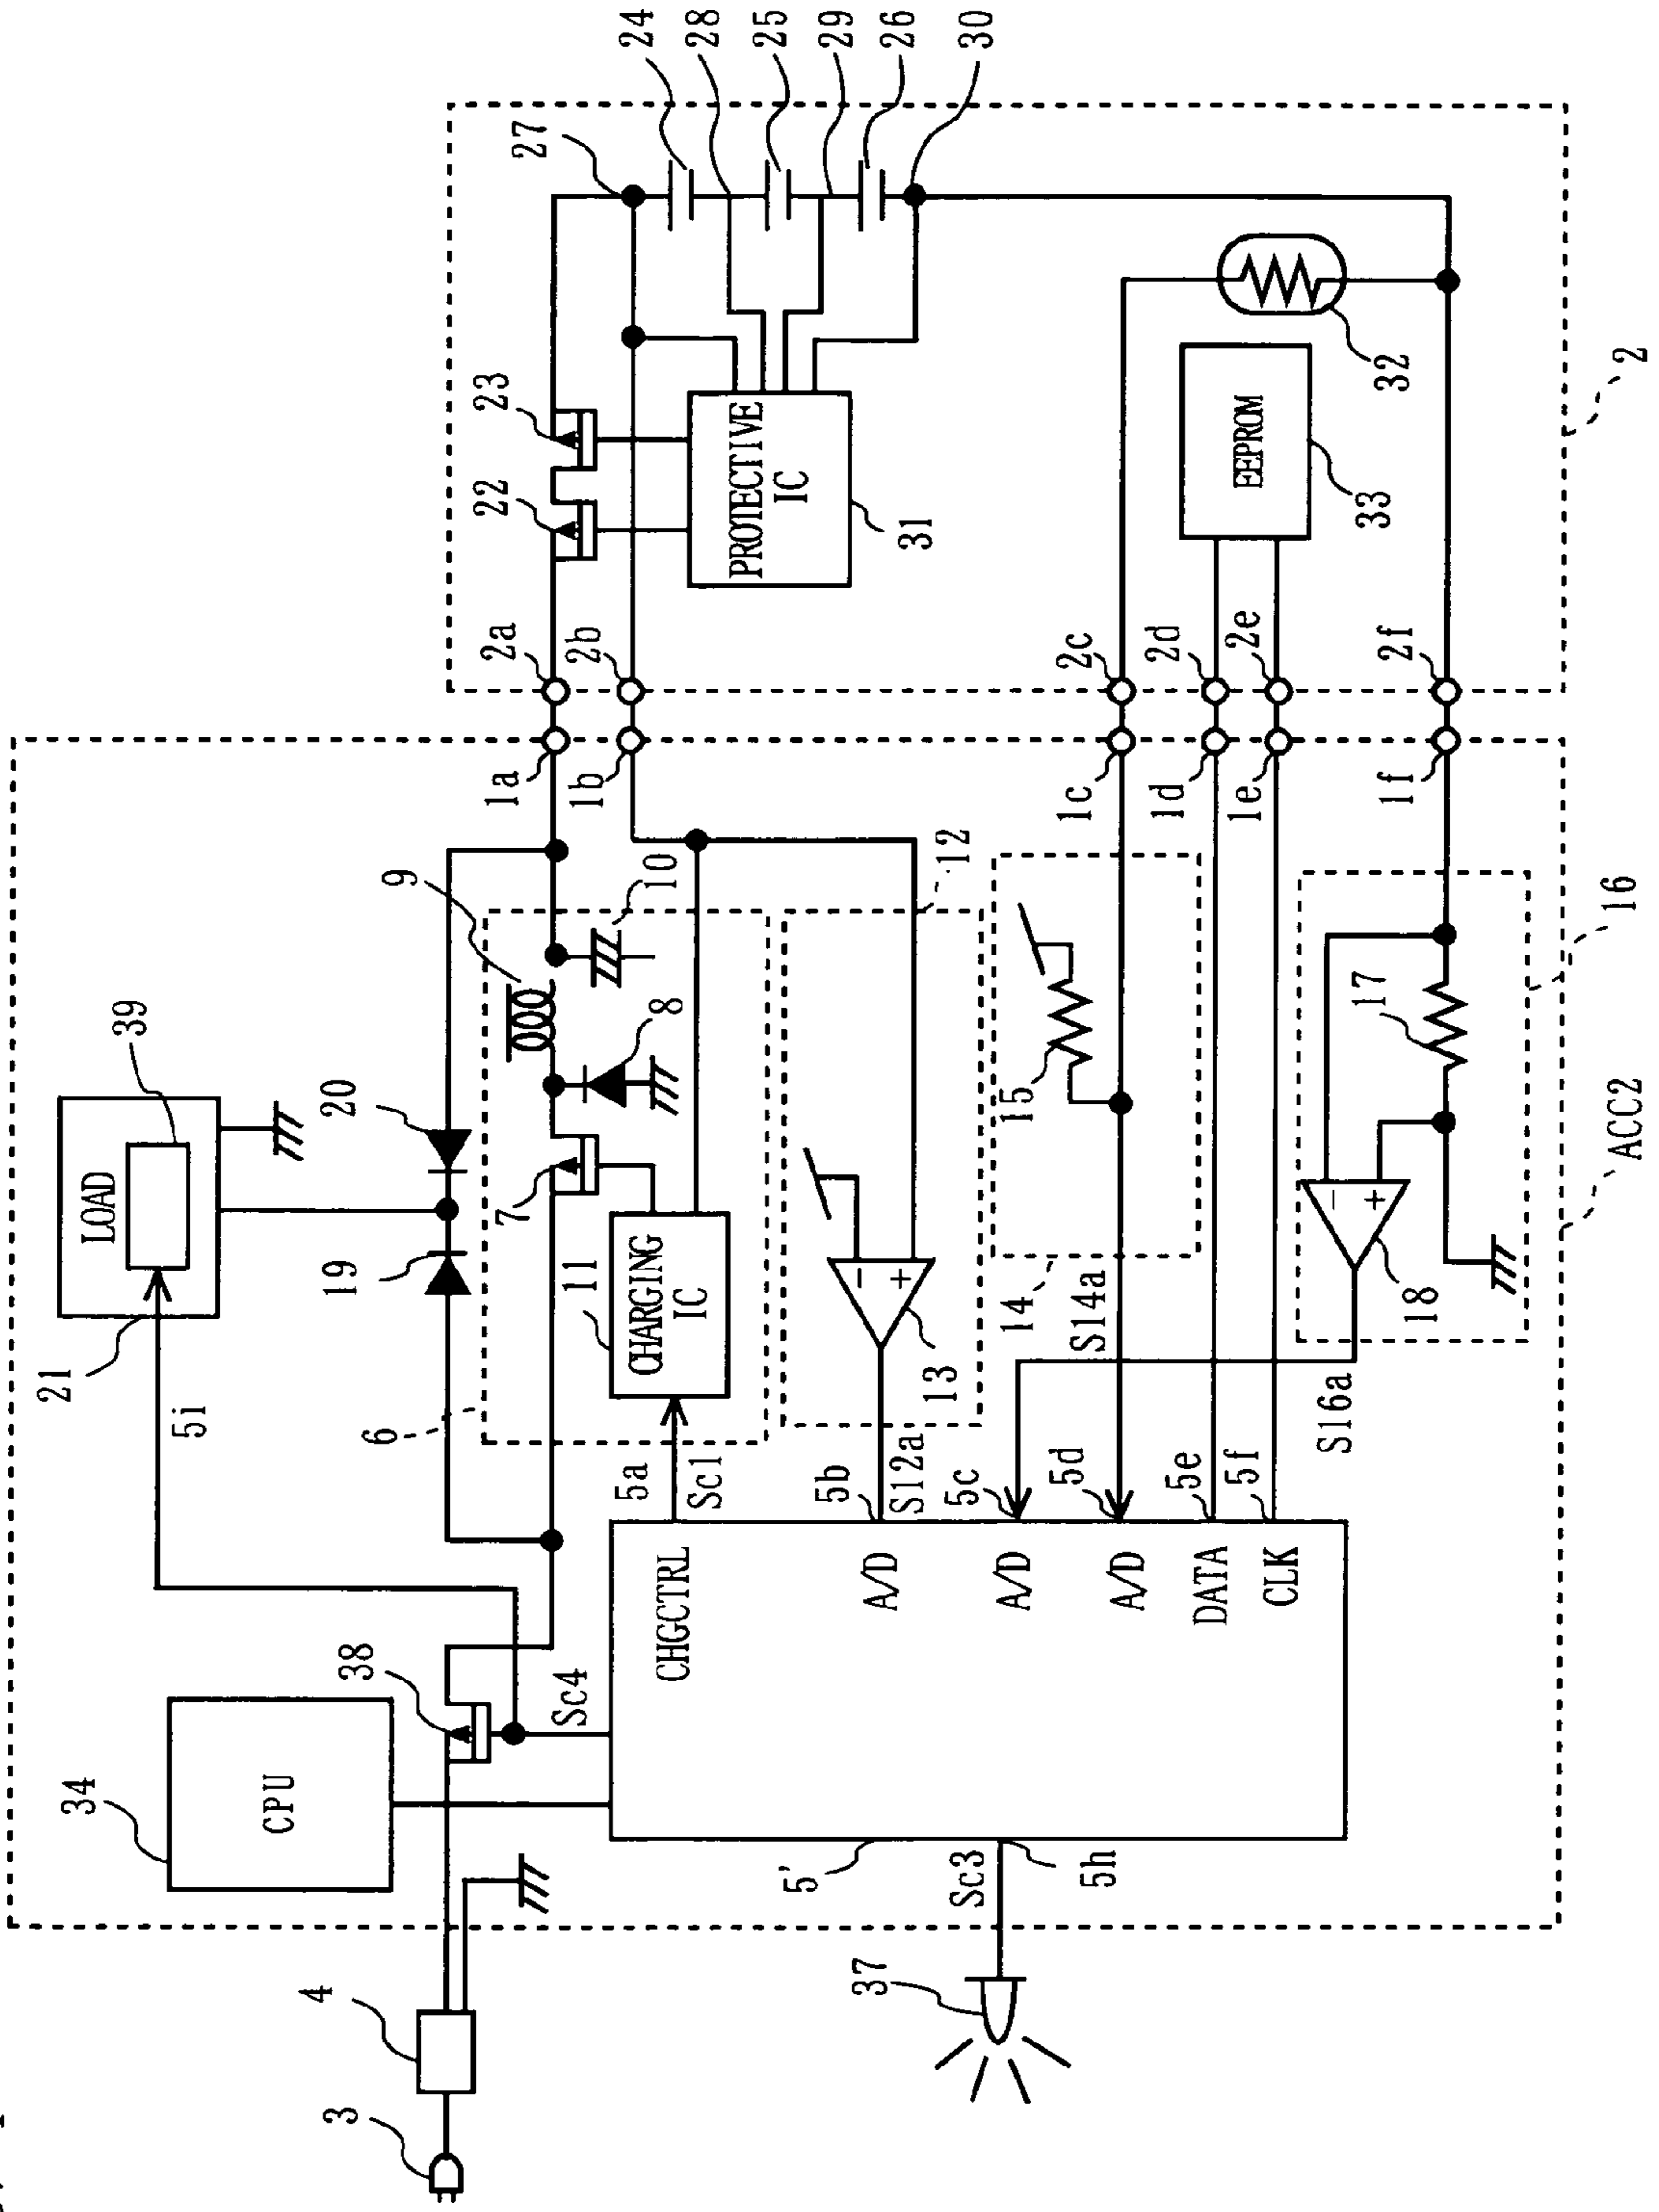 3
4
34
CPU
38
Sc4
5'
Sc3
5h
37
21
5i
LOAD
39
19
20
6
5a
Sc1
11
CHARGING
IC
7
8
9
10
CHGCTRL
A/D
A/D
A/D
DATA
CLK
5b
S12a
5c
5d
5e
5f
−
+
13
12
14
S14a
15
S16a
−
+
18
17
16
ACC2
1a
1b
1c
1d
1e
1f
2a
2b
2c
2d
2e
2f
22
23
PROTECTIVE
IC
31
27
24
28
25
29
26
30
EEPROM
33
32
2